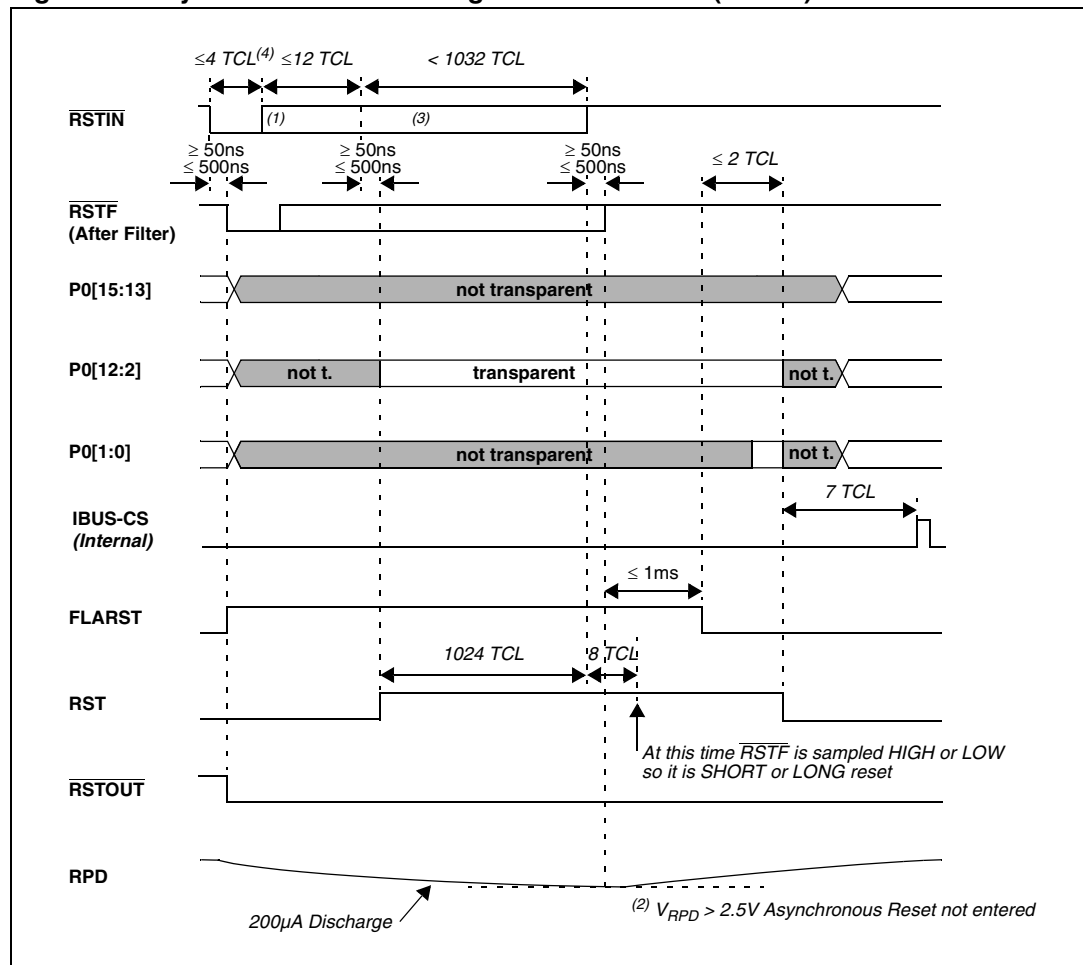 ≤4 TCL(4) ≤12 TCL < 1032 TCL
RSTIN (1) (3)
≥ 50ns ≥ 50ns ≥ 50ns
≤ 500ns ≤ 500ns ≤ 500ns ≤ 2 TCL
RSTF
(After Filter)
P0[15:13] not transparent
P0[12:2] not t. transparent not t.
P0[1:0] not transparent not t.
7 TCL
IBUS-CS
(Internal)
≤ 1ms
FLARST
1024 TCL 8 TCL
RST
At this time RSTF is sampled HIGH or LOW
so it is SHORT or LONG reset
RSTOUT
RPD
200µA Discharge (2) VRPD > 2.5V Asynchronous Reset not entered